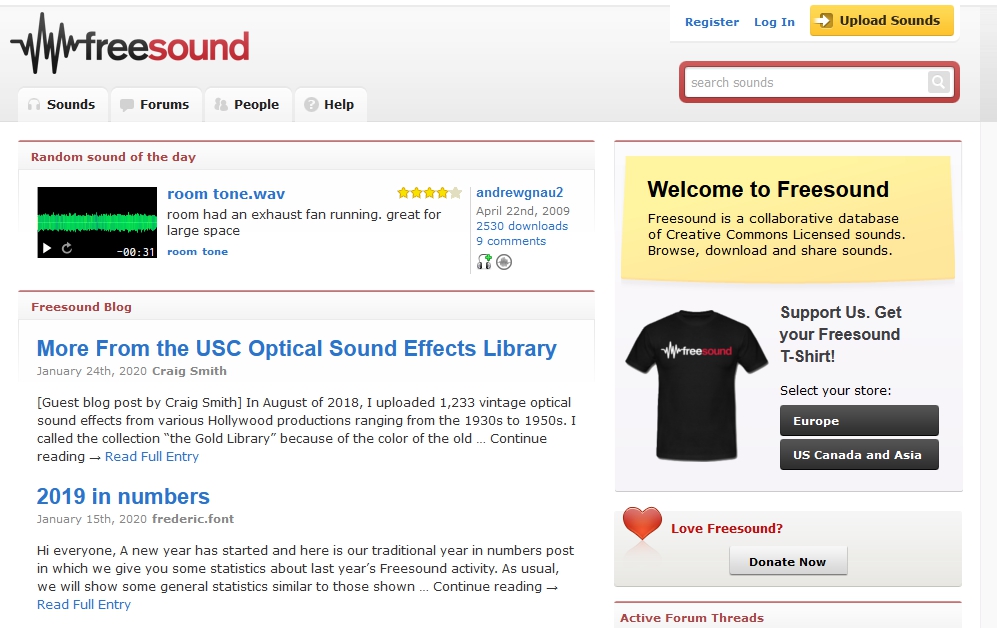 freesound
Register Log In Upload Sounds
search sounds
Sounds Forums People Help
Random sound of the day
room tone.wav
room had an exhaust fan running. great for
large space
room tone
-00:31
andrewgnau2
April 22nd, 2009
2530 downloads
9 comments
Freesound Blog
More From the USC Optical Sound Effects Library
January 24th, 2020 Craig Smith
[Guest blog post by Craig Smith] In August of 2018, I uploaded 1,233 vintage optical
sound effects from various Hollywood productions ranging from the 1930s to 1950s. I
called the collection “the Gold Library” because of the color of the old … Continue
reading → Read Full Entry
2019 in numbers
January 15th, 2020 frederic.font
Hi everyone, A new year has started and here is our traditional year in numbers post
in which we give you some statistics about last year’s Freesound activity. As usual,
we will show some general statistics similar to those shown … Continue reading →
Read Full Entry
Welcome to Freesound
Freesound is a collaborative database
of Creative Commons Licensed sounds.
Browse, download and share sounds.
freesound
Support Us. Get
your Freesound
T-Shirt!
Select your store:
Europe
US Canada and Asia
Love Freesound?
Donate Now
Active Forum Threads